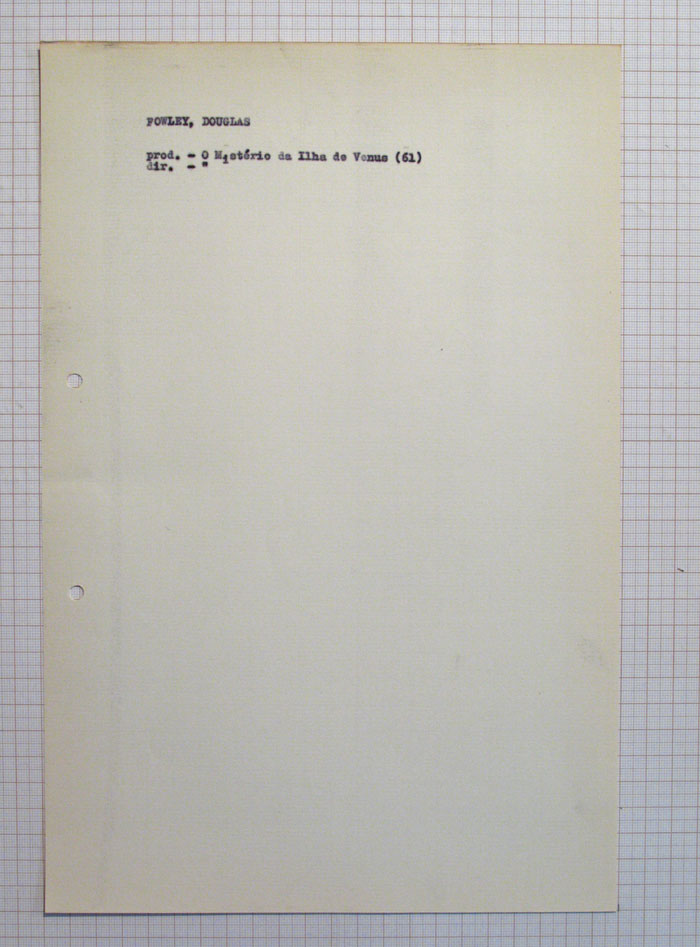 FOWLEY, DOUGLAS
prod. - O Mistério da Ilha de Venus (61)
dir. - "